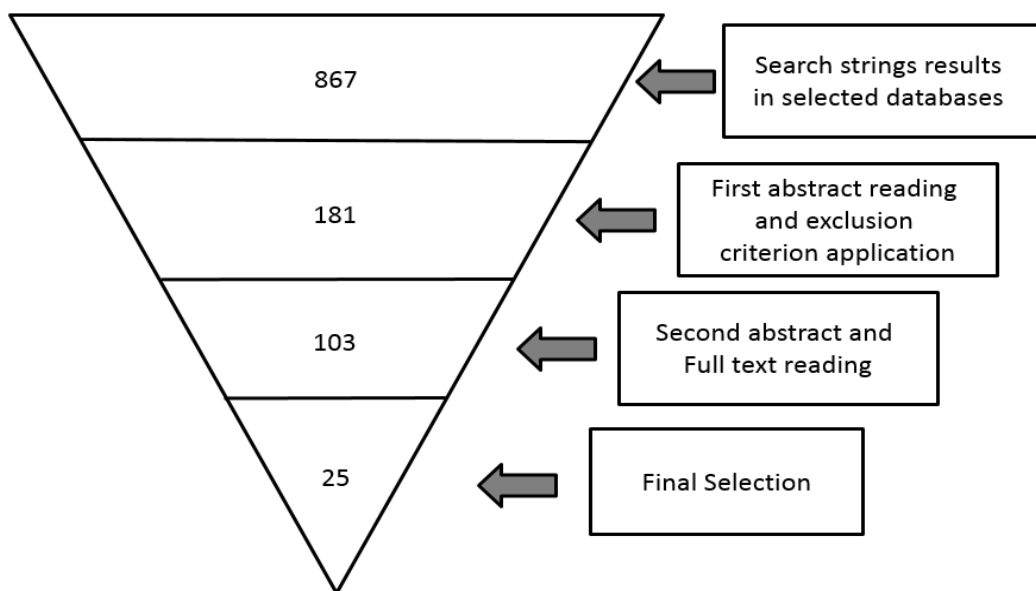 867
Search strings results
in selected databases
181
First abstract reading
and exclusion
criterion application
103
Second abstract and
Full text reading
25
Final Selection